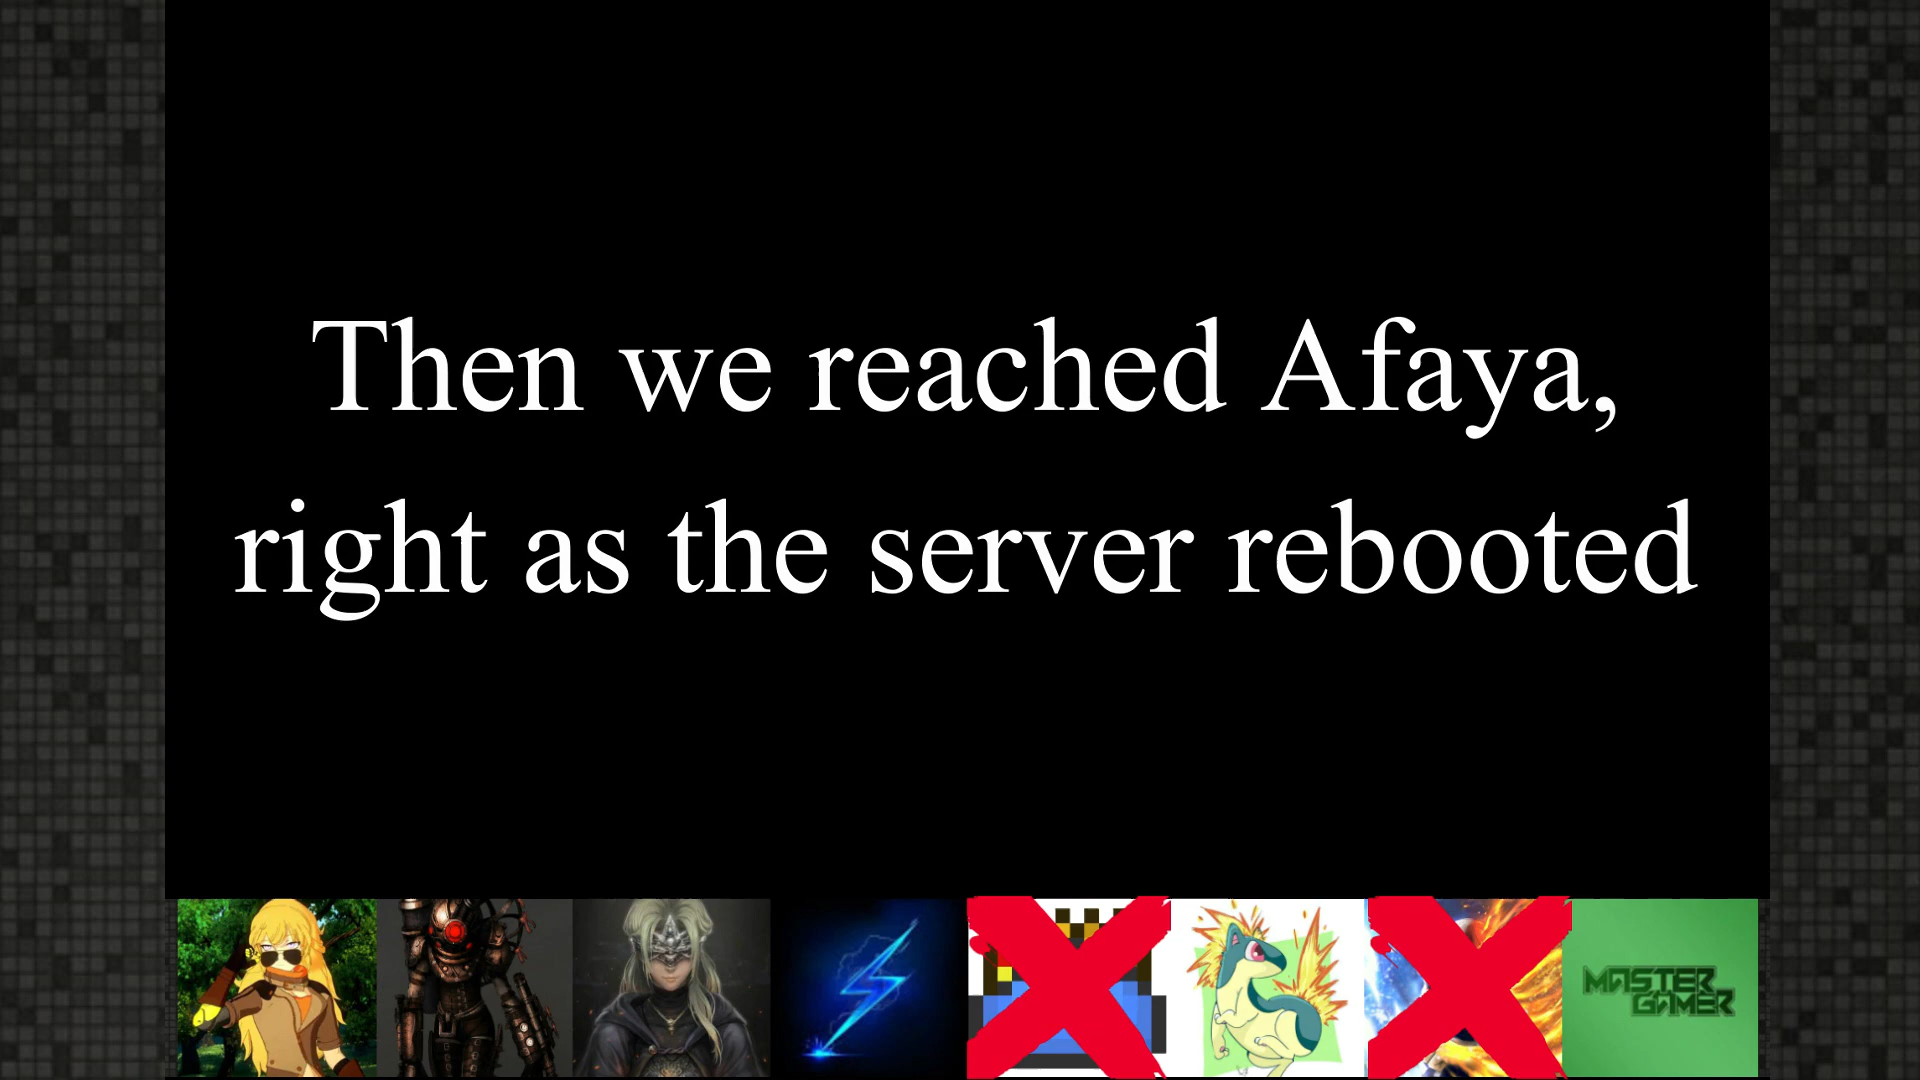 Then we reached Afaya,
right as the server rebooted
MASTER
GAMER